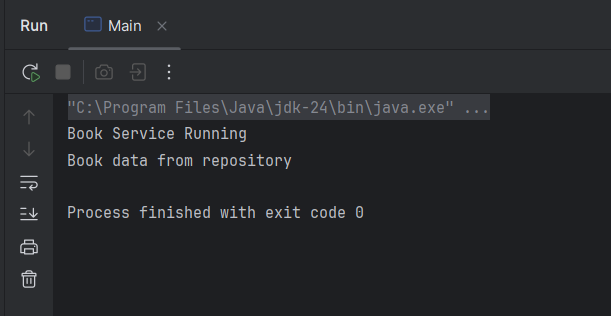 Run
Main
"C:\Program Files\Java\jdk-24\bin\java.exe" ...
Book Service Running
Book data from repository
Process finished with exit code 0